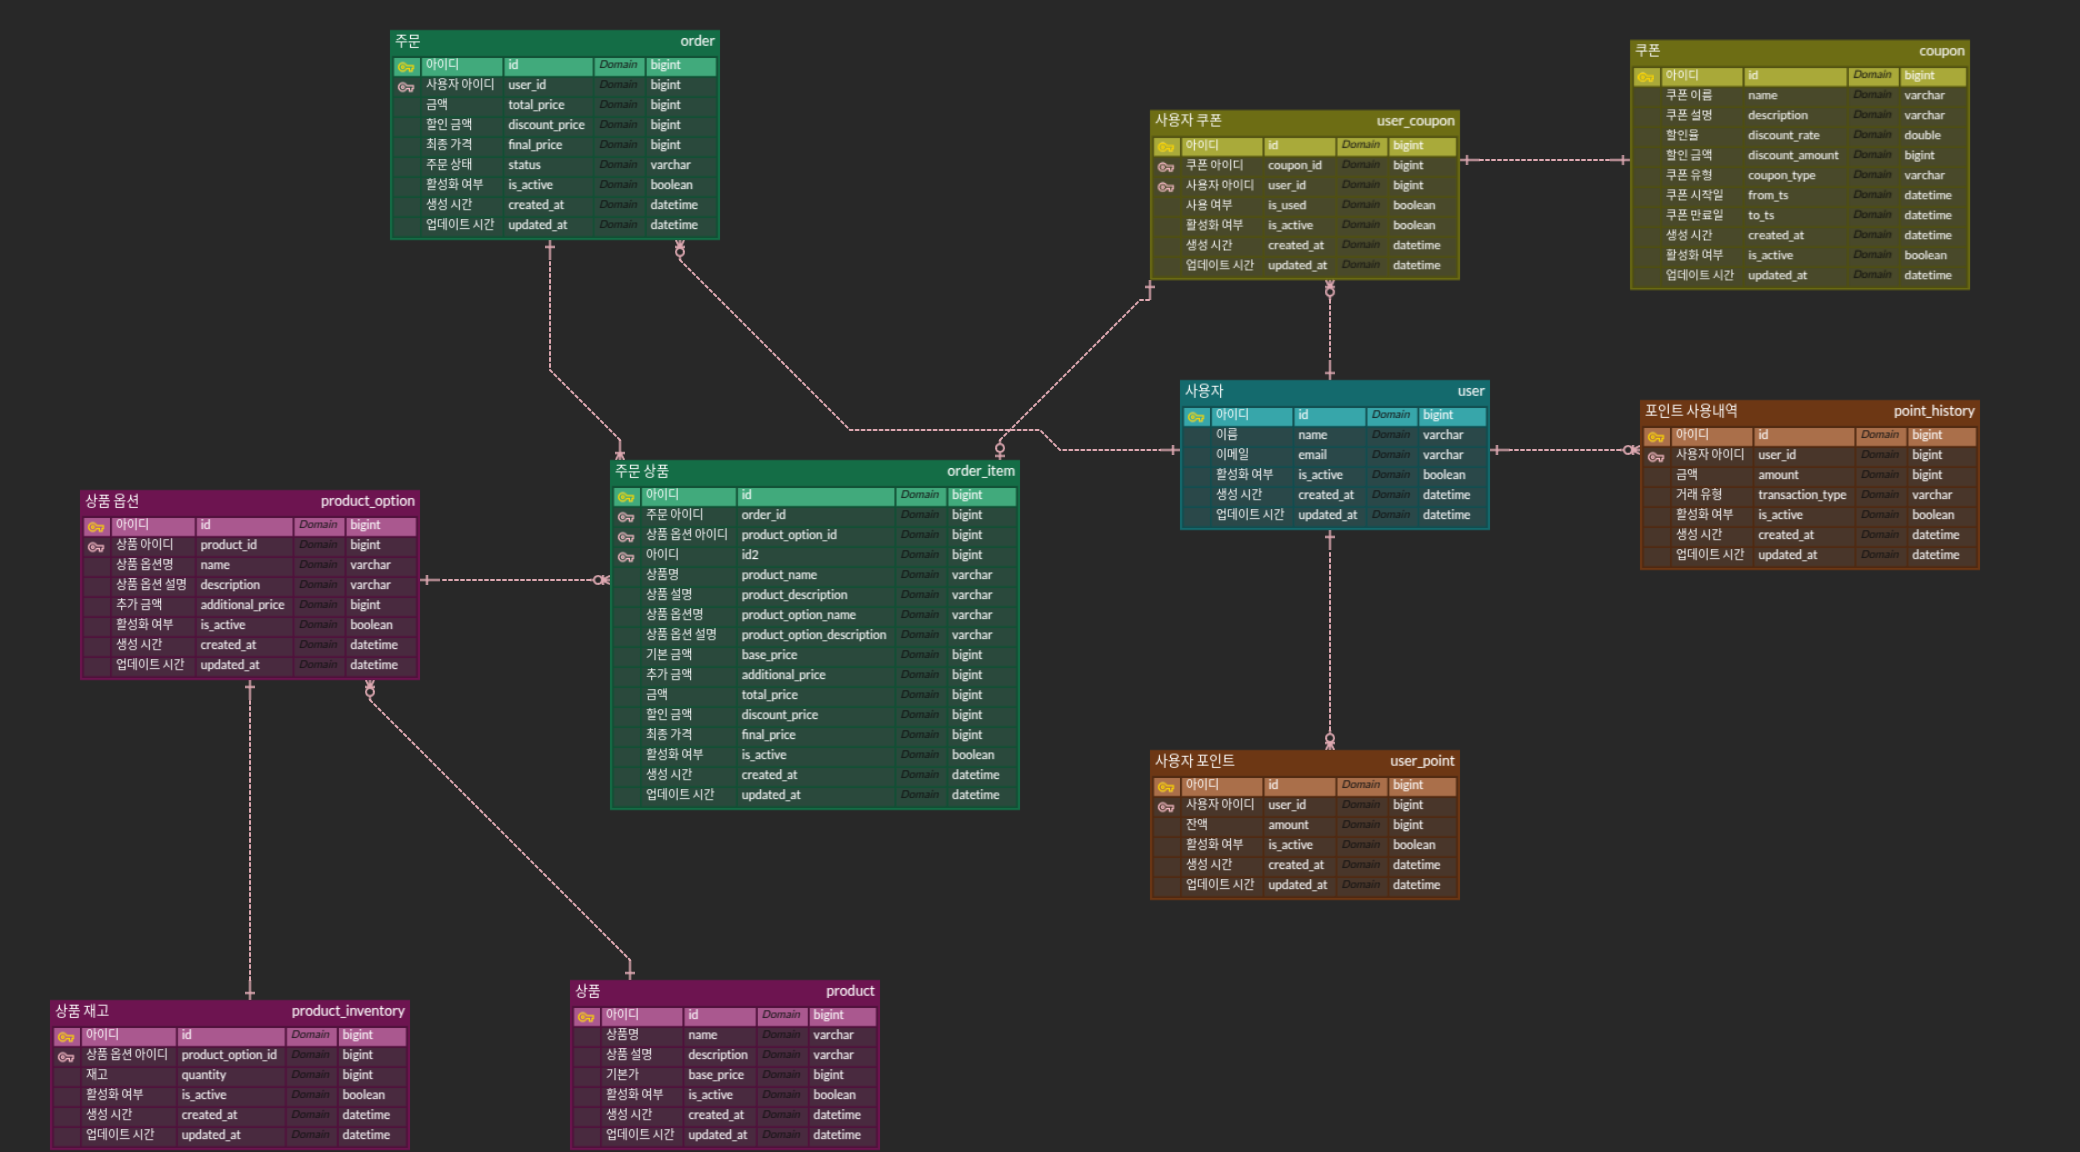 주문 order
아이디 id Domain bigint
사용자 아이디 user_id Domain bigint
금액 total_price Domain bigint
할인 금액 discount_price Domain bigint
최종 가격 final_price Domain bigint
주문 상태 status Domain varchar
활성화 여부 is_active Domain boolean
생성 시간 created_at Domain datetime
업데이트 시간 updated_at Domain datetime
쿠폰 coupon
아이디 id Domain bigint
쿠폰 이름 name Domain varchar
쿠폰 설명 description Domain varchar
할인율 discount_rate Domain double
할인 금액 discount_amount Domain bigint
쿠폰 유형 coupon_type Domain varchar
쿠폰 시작일 from_ts Domain datetime
쿠폰 만료일 to_ts Domain datetime
생성 시간 created_at Domain datetime
활성화 여부 is_active Domain boolean
업데이트 시간 updated_at Domain datetime
사용자 쿠폰 user_coupon
아이디 id Domain bigint
쿠폰 아이디 coupon_id Domain bigint
사용자 아이디 user_id Domain bigint
사용 여부 is_used Domain boolean
활성화 여부 is_active Domain boolean
생성 시간 created_at Domain datetime
업데이트 시간 updated_at Domain datetime
사용자 user
아이디 id Domain bigint
이름 name Domain varchar
이메일 email Domain varchar
활성화 여부 is_active Domain boolean
생성 시간 created_at Domain datetime
업데이트 시간 updated_at Domain datetime
포인트 사용내역 point_history
아이디 id Domain bigint
사용자 아이디 user_id Domain bigint
금액 amount Domain bigint
거래 유형 transaction_type Domain varchar
활성화 여부 is_active Domain boolean
생성 시간 created_at Domain datetime
업데이트 시간 updated_at Domain datetime
주문 상품 order_item
아이디 id Domain bigint
주문 아이디 order_id Domain bigint
상품 옵션 아이디 product_option_id Domain bigint
아이디 id2 Domain bigint
상품명 product_name Domain varchar
상품 설명 product_description Domain varchar
상품 옵션명 product_option_name Domain varchar
상품 옵션 설명 product_option_description Domain varchar
기본 금액 base_price Domain bigint
추가 금액 additional_price Domain bigint
금액 total_price Domain bigint
할인 금액 discount_price Domain bigint
최종 가격 final_price Domain bigint
활성화 여부 is_active Domain boolean
생성 시간 created_at Domain datetime
업데이트 시간 updated_at Domain datetime
상품 옵션 product_option
아이디 id Domain bigint
상품 아이디 product_id Domain bigint
상품 옵션명 name Domain varchar
상품 옵션 설명 description Domain varchar
추가 금액 additional_price Domain bigint
활성화 여부 is_active Domain boolean
생성 시간 created_at Domain datetime
업데이트 시간 updated_at Domain datetime
사용자 포인트 user_point
아이디 id Domain bigint
사용자 아이디 user_id Domain bigint
잔액 amount Domain bigint
활성화 여부 is_active Domain boolean
생성 시간 created_at Domain datetime
업데이트 시간 updated_at Domain datetime
상품 재고 product_inventory
아이디 id Domain bigint
상품 옵션 아이디 product_option_id Domain bigint
재고 quantity Domain bigint
활성화 여부 is_active Domain boolean
생성 시간 created_at Domain datetime
업데이트 시간 updated_at Domain datetime
상품 product
아이디 id Domain bigint
상품명 name Domain varchar
상품 설명 description Domain varchar
기본가 base_price Domain bigint
활성화 여부 is_active Domain boolean
생성 시간 created_at Domain datetime
업데이트 시간 updated_at Domain datetime